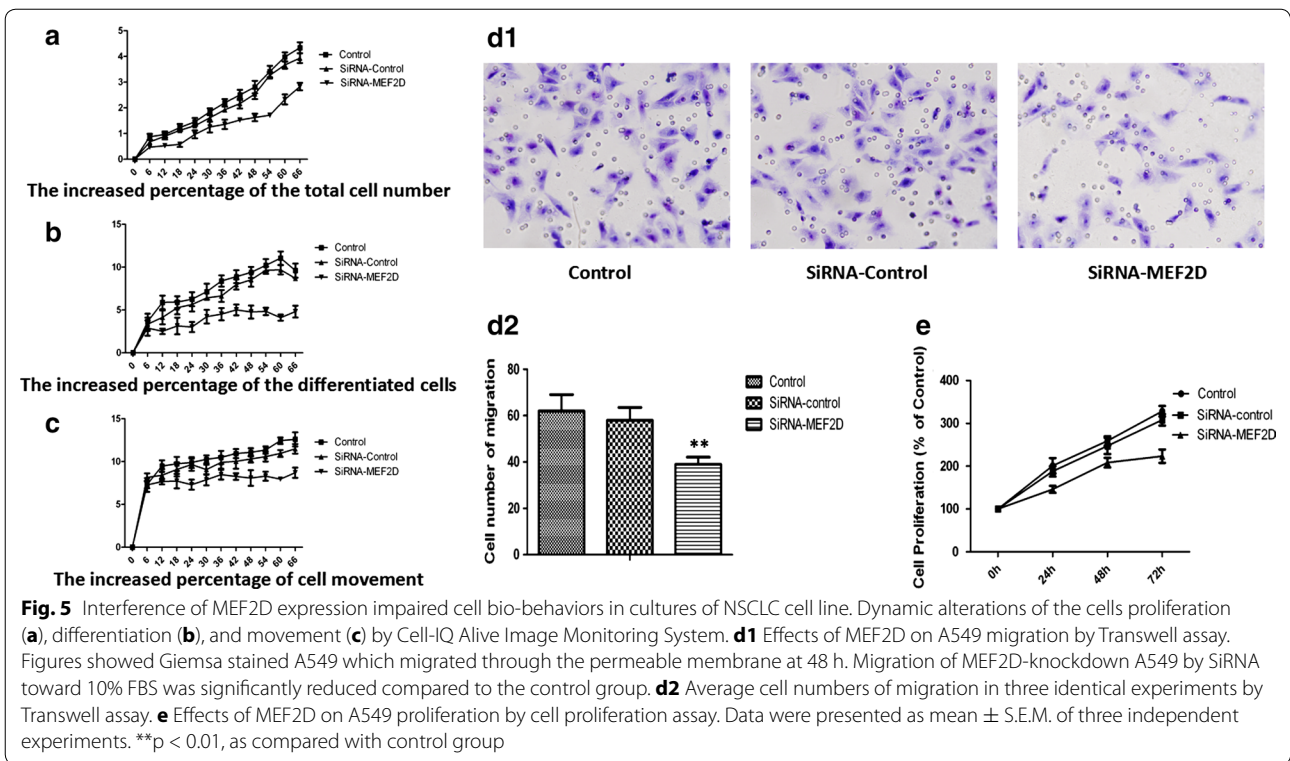 a
5
4
3
2
1
0
0 6 12 18 24 30 36 42 48 54 60 66
Control
SiRNA-Control
SiRNA-MEF2D
The increased percentage of the total cell number
b
15
10
5
0
0 6 12 18 24 30 36 42 48 54 60 66
Control
SiRNA-Control
SiRNA-MEF2D
The increased percentage of the differentiated cells
c
15
10
5
0
0 6 12 18 24 30 36 42 48 54 60 66
Control
SiRNA-Control
SiRNA-MEF2D
The increased percentage of cell movement
d1
Control
SiRNA-Control
SiRNA-MEF2D
d2
Cell number of migration
80
60
40
20
0
**
Control
SiRNA-control
SiRNA-MEF2D
e
Cell Proliferation (% of Control)
400
300
200
100
0
0h 24h 48h 72h
Control
SiRNA-control
SiRNA-MEF2D
Fig. 5 Interference of MEF2D expression impaired cell bio-behaviors in cultures of NSCLC cell line. Dynamic alterations of the cells proliferation
(a), differentiation (b), and movement (c) by Cell-IQ Alive Image Monitoring System. d1 Effects of MEF2D on A549 migration by Transwell assay.
Figures showed Giemsa stained A549 which migrated through the permeable membrane at 48 h. Migration of MEF2D-knockdown A549 by SiRNA
toward 10% FBS was significantly reduced compared to the control group. d2 Average cell numbers of migration in three identical experiments by
Transwell assay. e Effects of MEF2D on A549 proliferation by cell proliferation assay. Data were presented as mean ± S.E.M. of three independent
experiments. **p < 0.01, as compared with control group